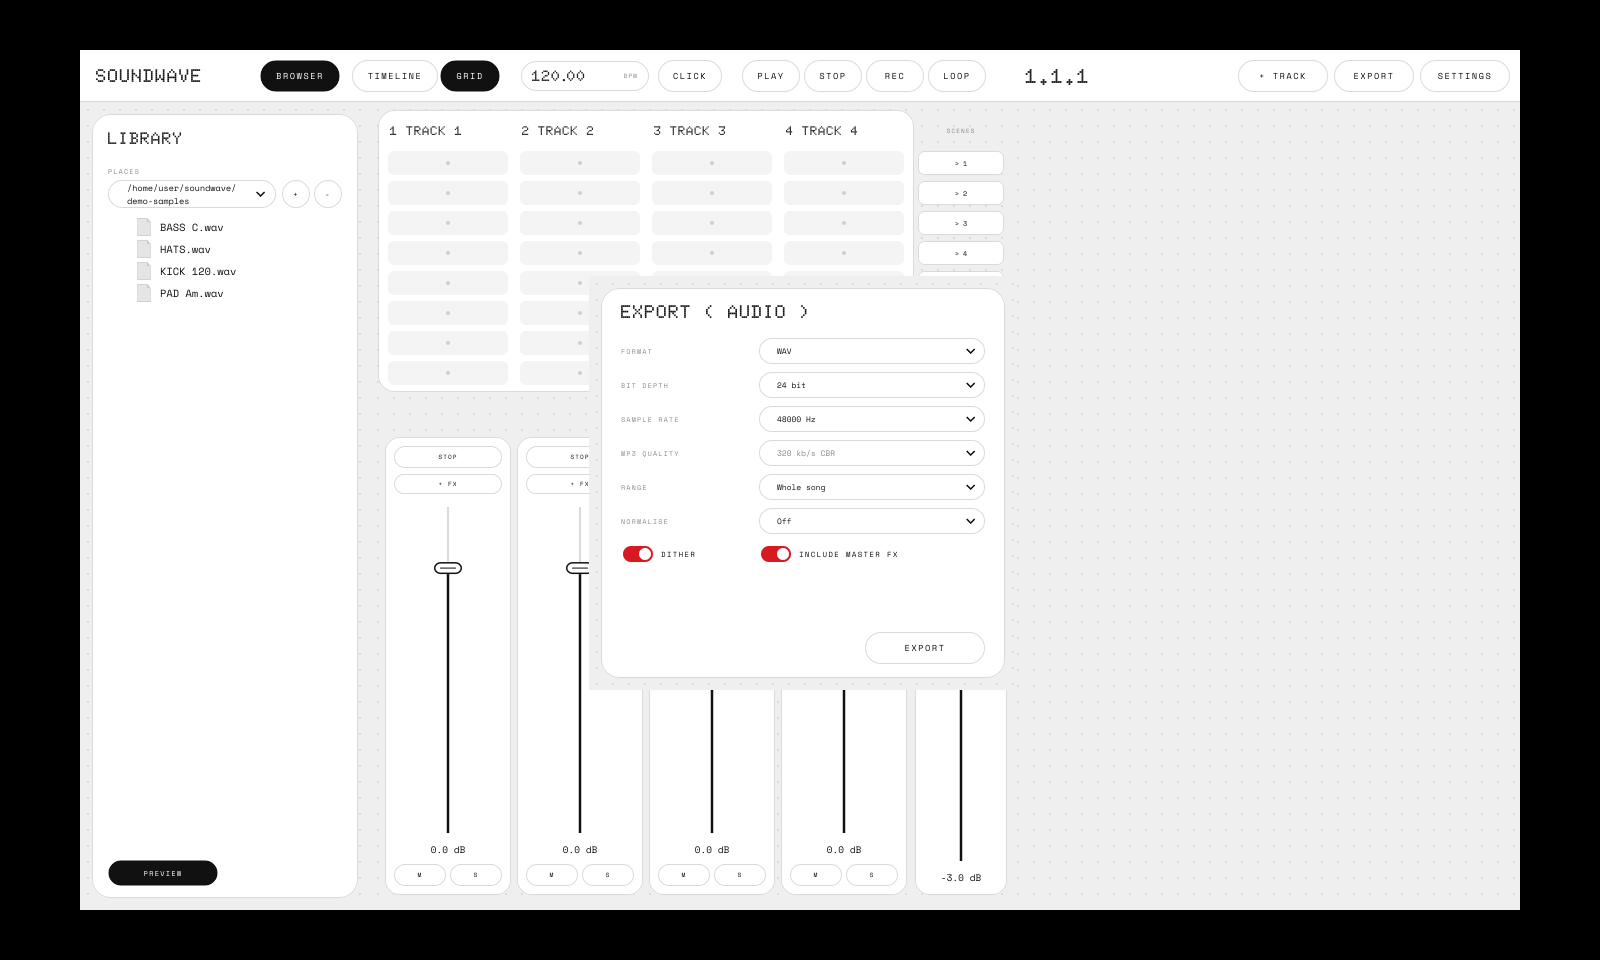 SOUNDWAVE
BROWSER
TIMELINE
GRID
120.00 BPM
CLICK
PLAY
STOP
REC
LOOP
1.1.1
+ TRACK
EXPORT
SETTINGS
LIBRARY
PLACES
/home/user/soundwave/
demo-samples
+
-
BASS C.wav
HATS.wav
KICK 120.wav
PAD Am.wav
PREVIEW
1 TRACK 1
2 TRACK 2
3 TRACK 3
4 TRACK 4
SCENES
> 1
> 2
> 3
> 4
EXPORT ( AUDIO )
FORMAT
WAV
BIT DEPTH
24 bit
SAMPLE RATE
48000 Hz
MP3 QUALITY
320 kb/s CBR
RANGE
Whole song
NORMALISE
Off
DITHER
INCLUDE MASTER FX
EXPORT
STOP
+ FX
STOP
+ FX
0.0 dB
0.0 dB
0.0 dB
0.0 dB
-3.0 dB
M
S
M
S
M
S
M
S